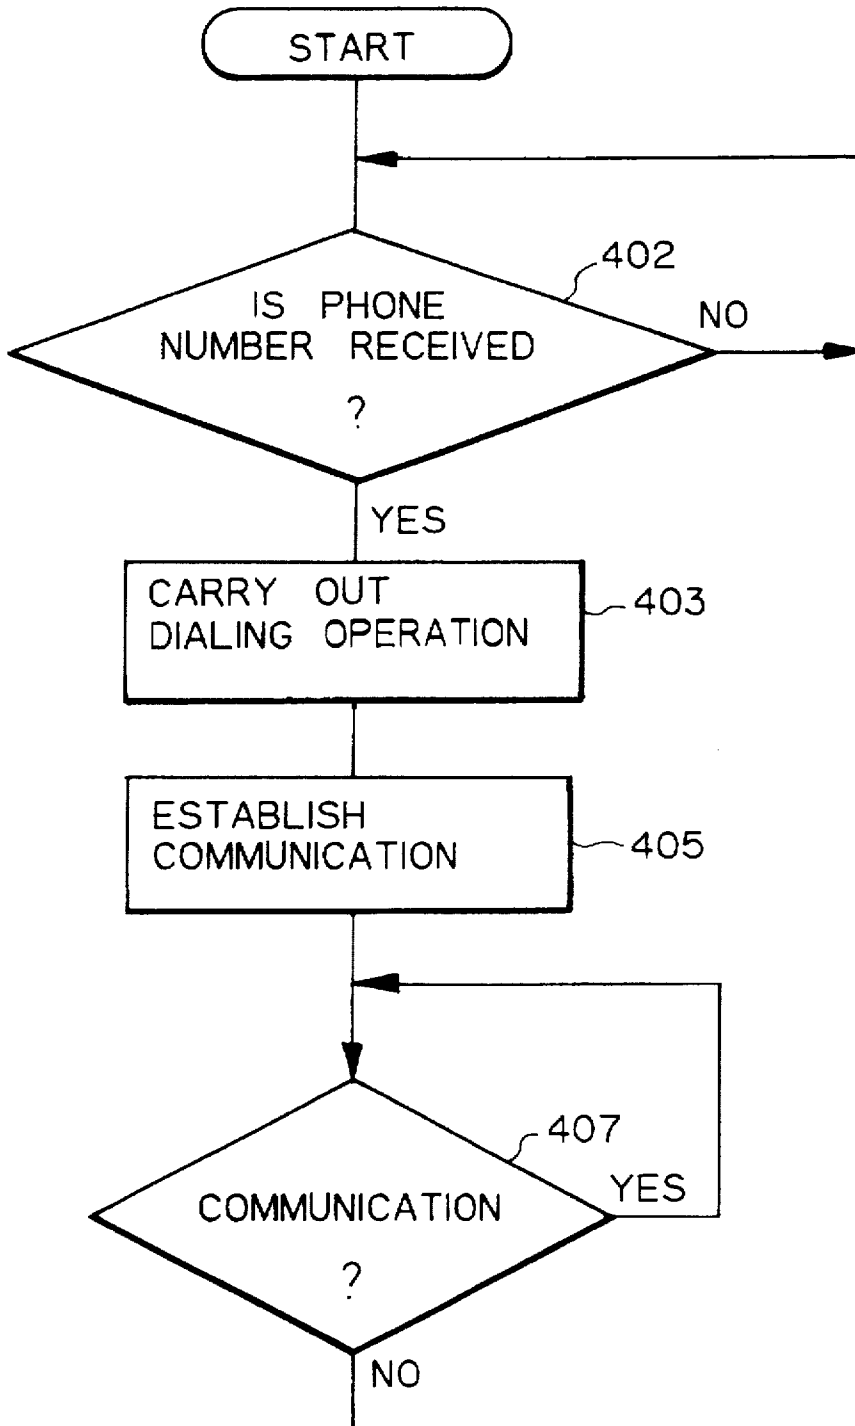 START
402
IS PHONE
NUMBER RECEIVED
?
NO
YES
CARRY OUT
DIALING OPERATION
403
ESTABLISH
COMMUNICATION
405
407
COMMUNICATION
?
YES
NO